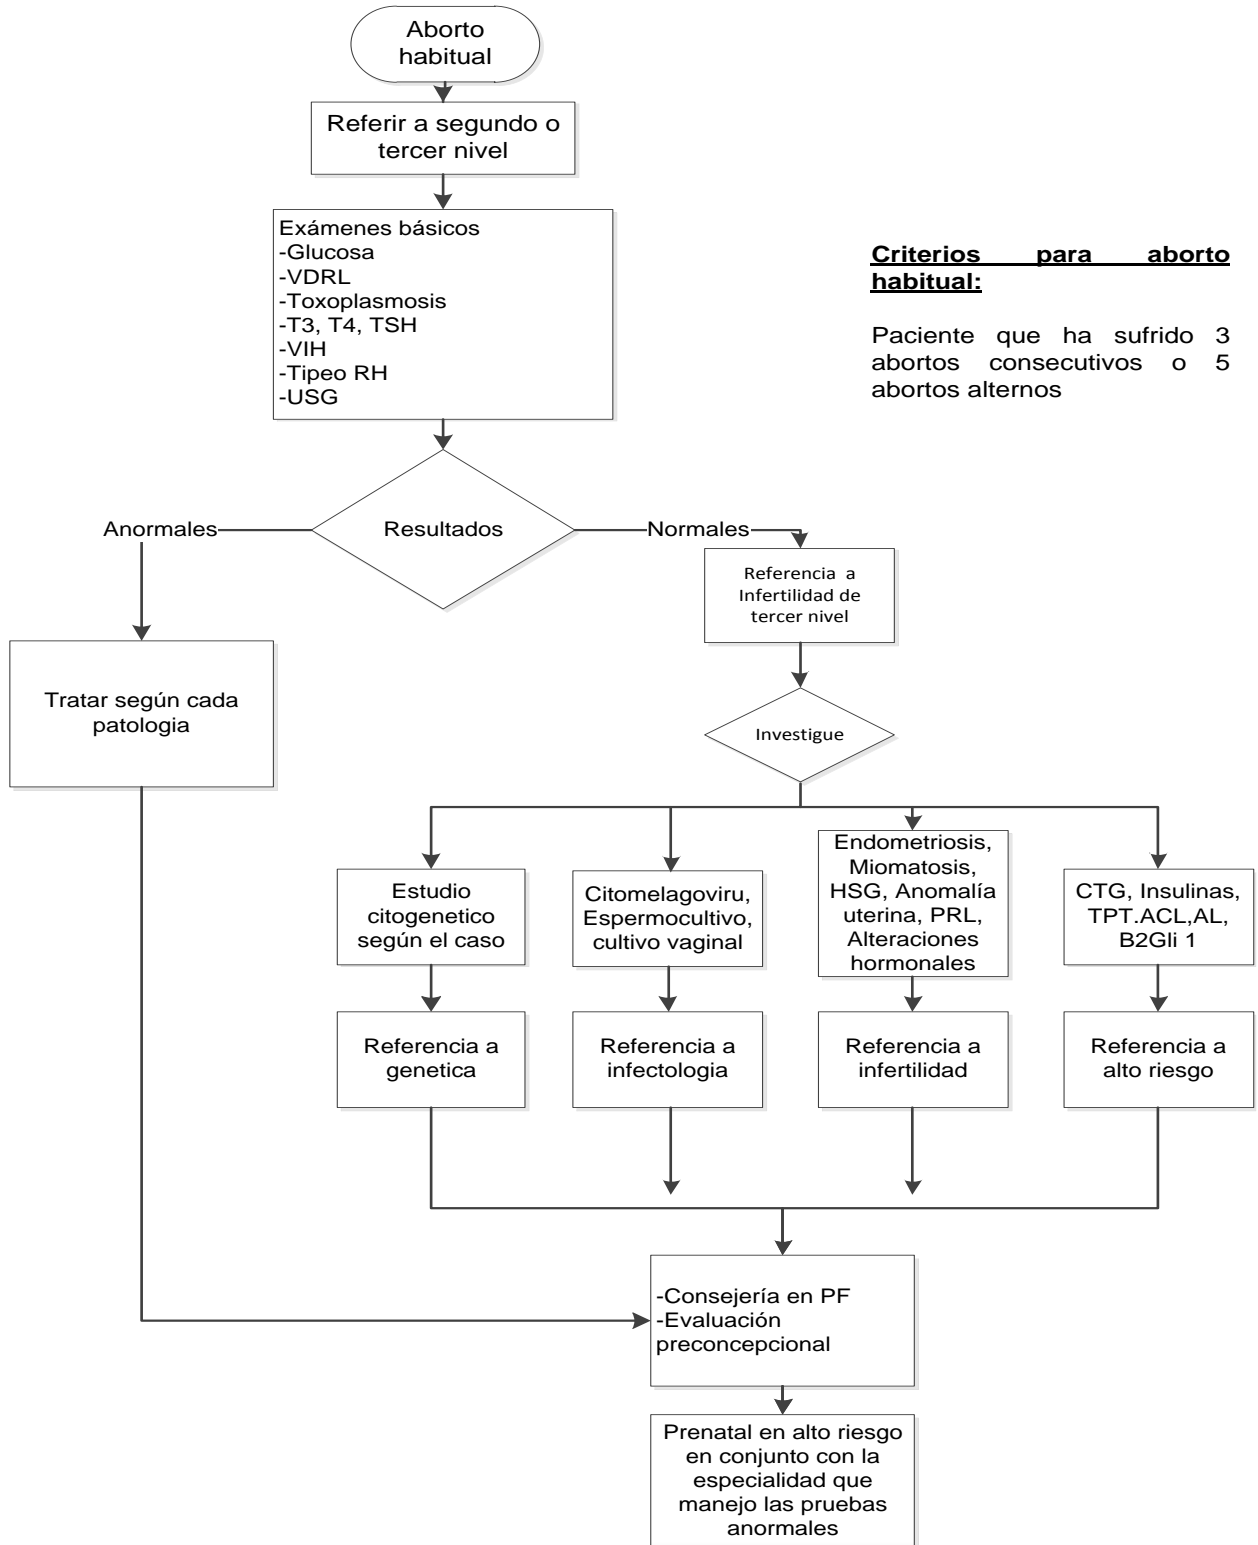 Aborto
habitual
Referir a segundo o
tercer nivel
Exámenes básicos
-Glucosa
-VDRL
-Toxoplasmosis
-T3, T4, TSH
-VIH
-Tipeo RH
-USG
Criterios para aborto
habitual:
Paciente que ha sufrido 3
abortos consecutivos o 5
abortos alternos
Anormales
Resultados
Normales
Referencia a
Infertilidad de
tercer nivel
Tratar según cada
patologia
Investigue
Estudio
citogenetico
según el caso
Citomelagoviru,
Espermocultivo,
cultivo vaginal
Endometriosis,
Miomatosis,
HSG, Anomalía
uterina, PRL,
Alteraciones
hormonales
CTG, Insulinas,
TPT.ACL,AL,
B2Gli 1
Referencia a
genetica
Referencia a
infectologia
Referencia a
infertilidad
Referencia a
alto riesgo
-Consejería en PF
-Evaluación
preconcepcional
Prenatal en alto riesgo
en conjunto con la
especialidad que
manejo las pruebas
anormales